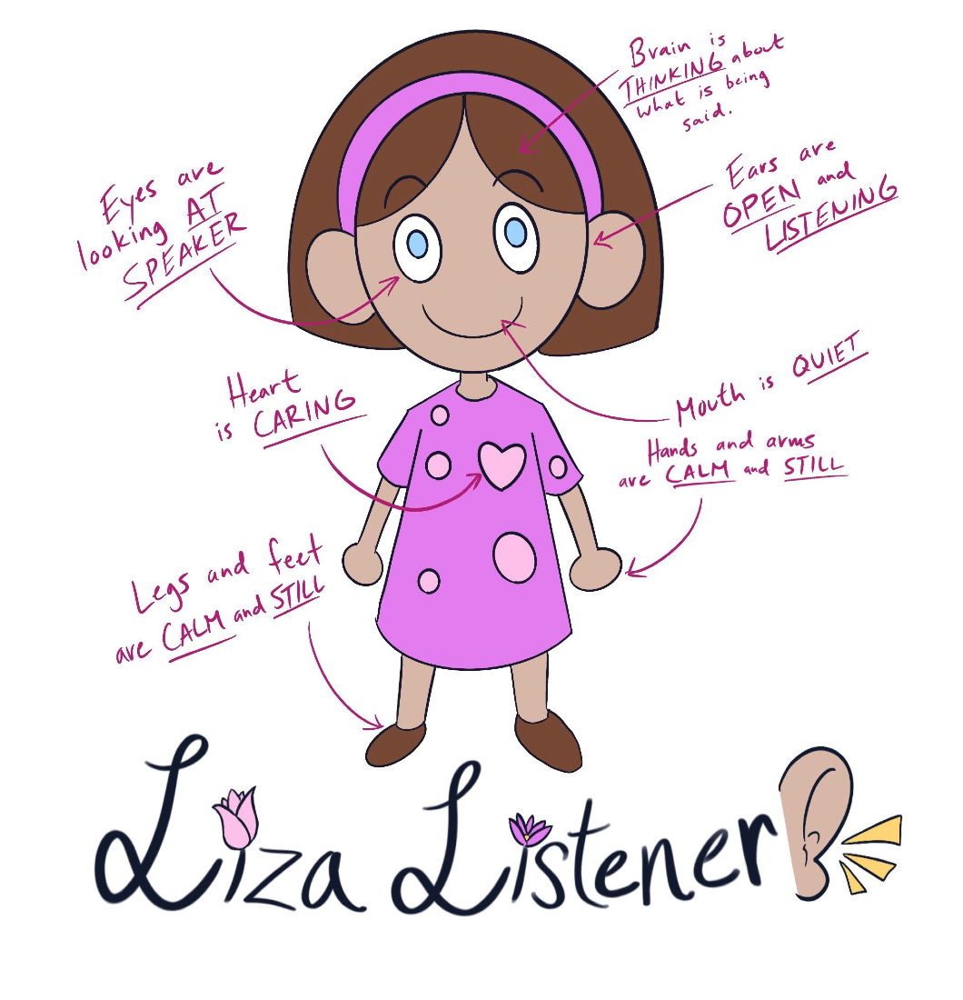 Brain is
THINKING about
what is being
said.
Ears are
OPEN and
LISTENING
Eyes are
looking AT
SPEAKER
Mouth is QUIET
Heart
is CARING
Hands and arms
are CALM and STILL
Legs and feet
are CALM and STILL
Liza Listener